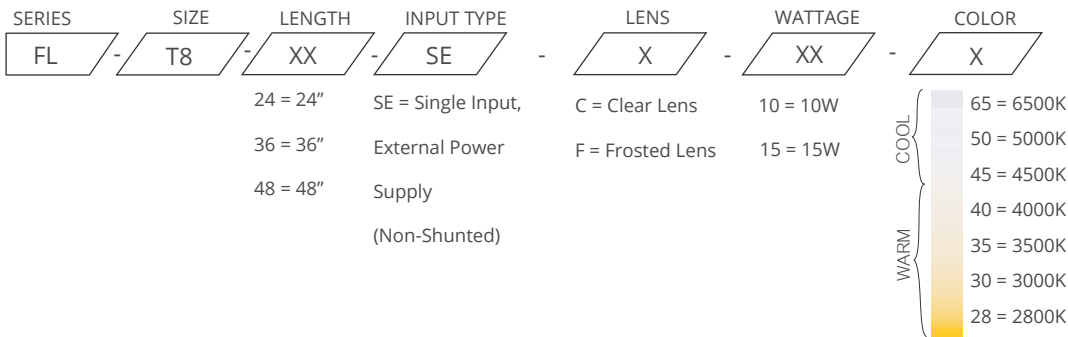 SERIES SIZE LENGTH INPUT TYPE LENS WATTAGE COLOR
FL - T8 - XX - SE - X - XX - X
24 = 24” SE = Single Input, C = Clear Lens 10 = 10W 65 = 6500K
36 = 36” External Power F = Frosted Lens 15 = 15W 50 = 5000K
48 = 48” Supply 45 = 4500K
(Non-Shunted) 40 = 4000K
35 = 3500K
30 = 3000K
28 = 2800K
COOL
WARM